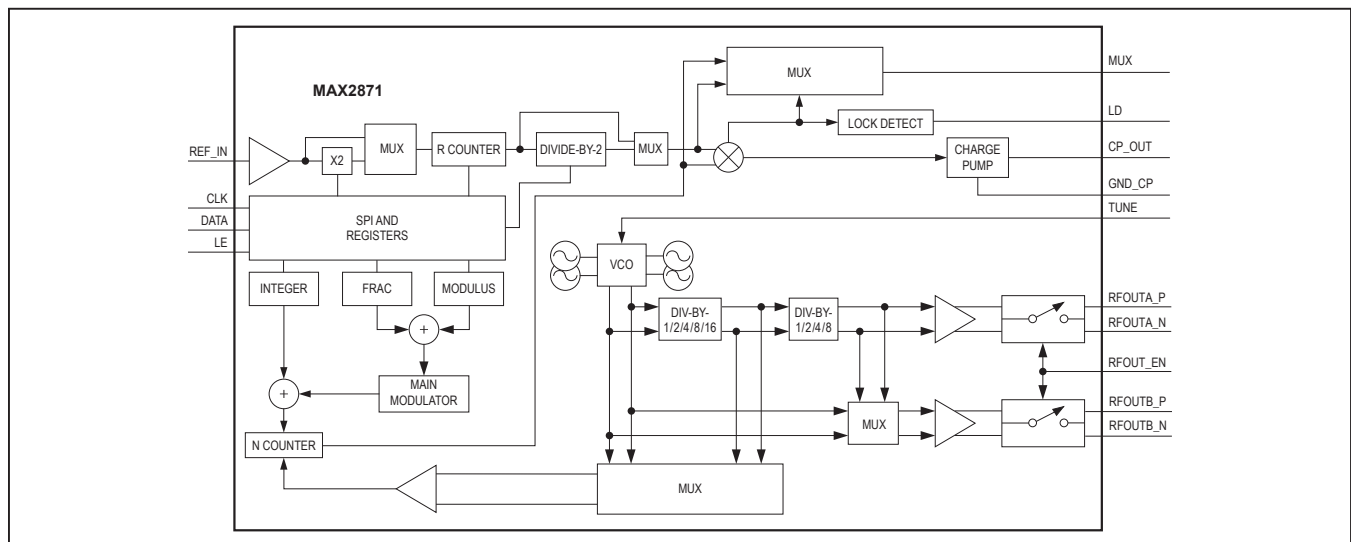 MAX2871
MUX
MUX
LD
LOCK DETECT
REF_IN
X2
MUX
R COUNTER
DIVIDE-BY-2
MUX
CHARGE
PUMP
CP_OUT
GND_CP
CLK
DATA
LE
SPI AND
REGISTERS
TUNE
VCO
INTEGER
FRAC
MODULUS
DIV-BY-
1/2/4/8/16
DIV-BY-
1/2/4/8
RFOUTA_P
RFOUTA_N
+
RFOUT_EN
MAIN
MODULATOR
+
RFOUTB_P
RFOUTB_N
MUX
N COUNTER
MUX